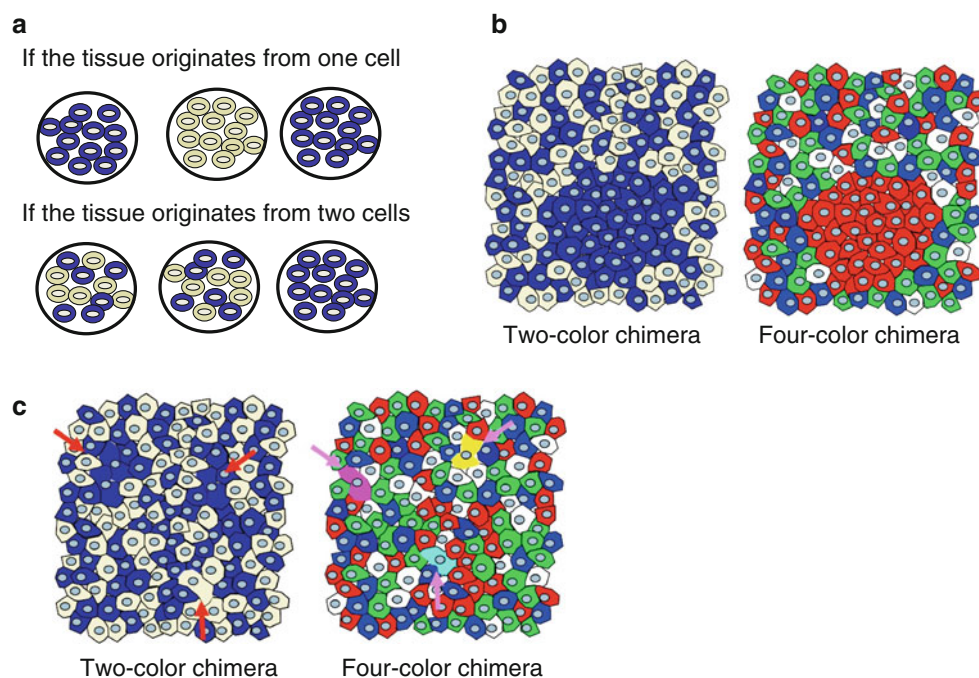 a
If the tissue originates from one cell
If the tissue originates from two cells
b
Two-color chimera
Four-color chimera
c
Two-color chimera
Four-color chimera